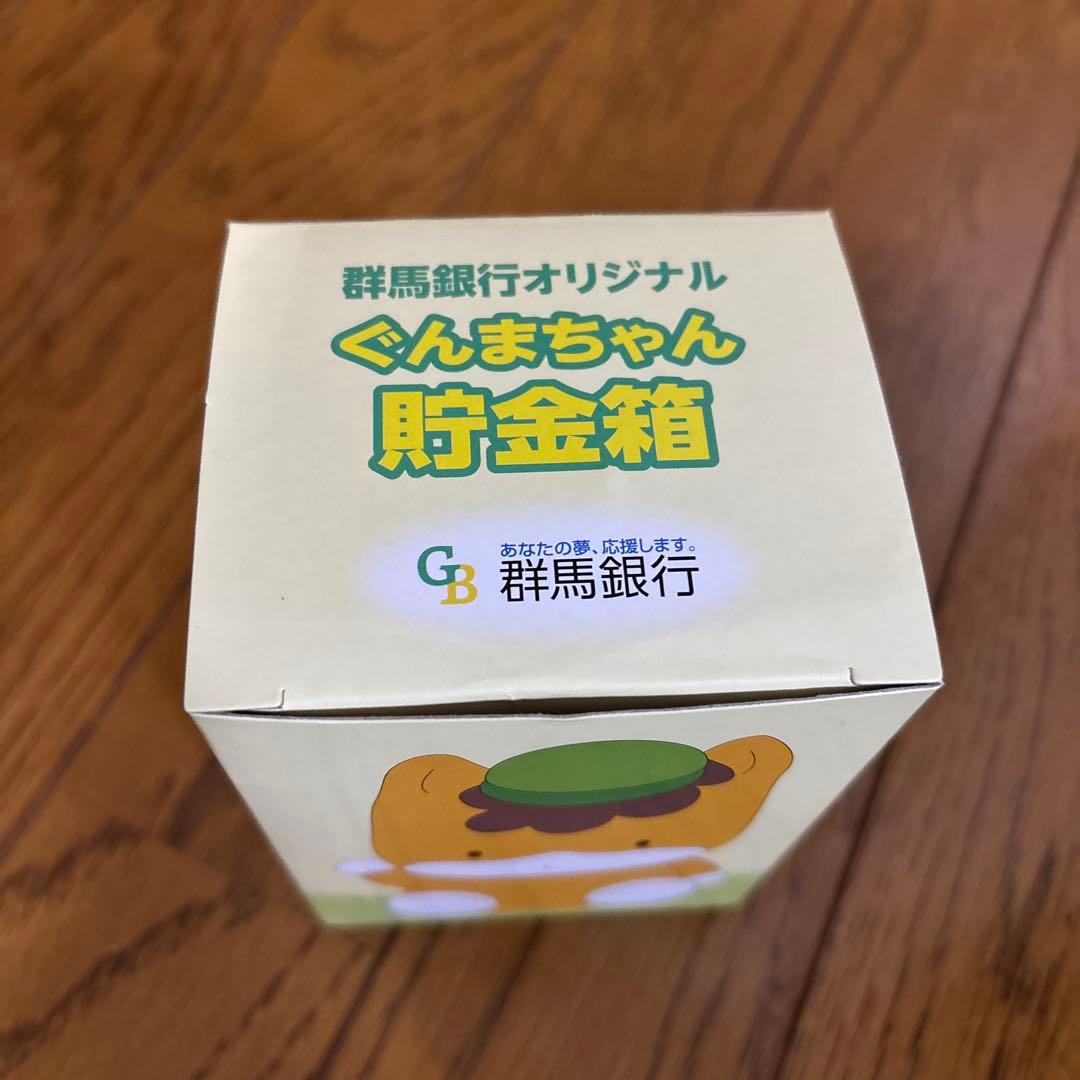 群馬銀行オリジナル
ぐんまちゃん
貯金箱
GB
あなたの夢、応援します。
群馬銀行